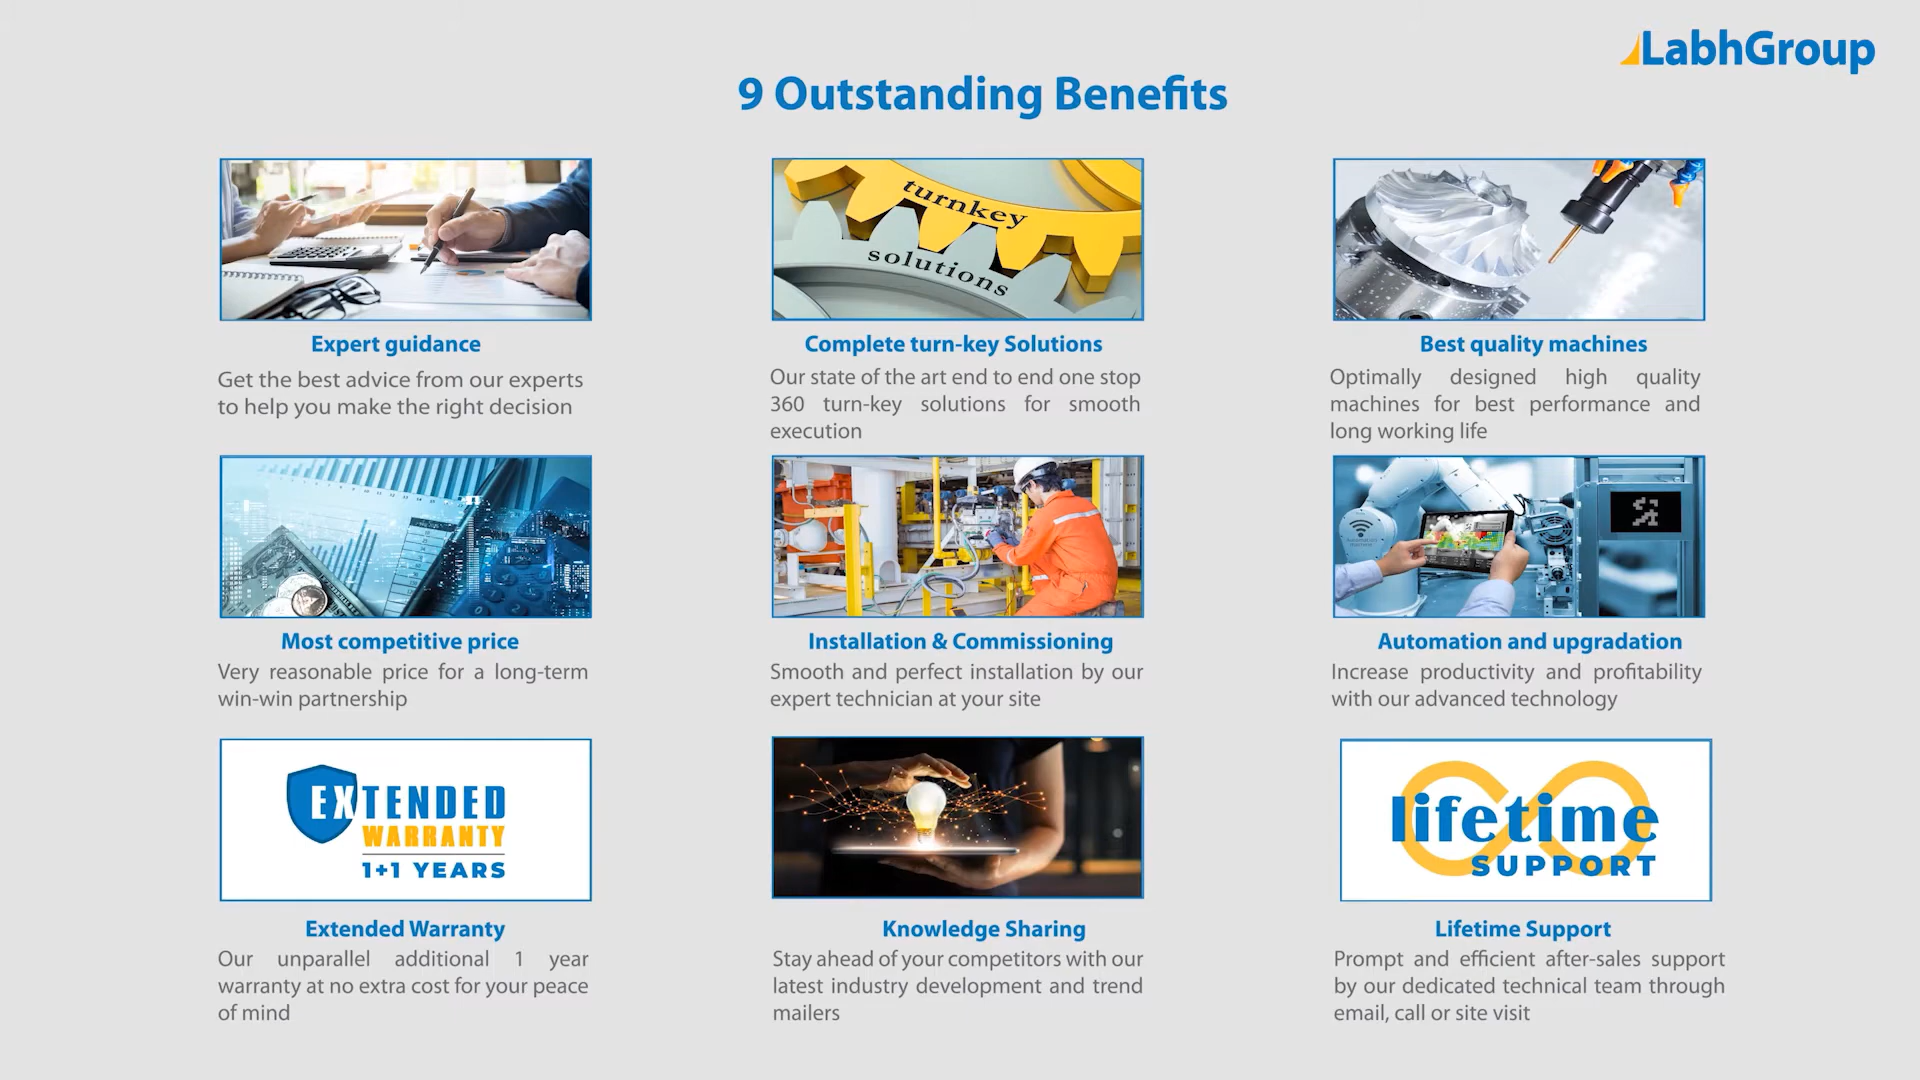 LabhGroup
9 Outstanding Benefits
turnkey
solutions
Expert guidance
Get the best advice from our experts
to help you make the right decision
Complete turn-key Solutions
Our state of the art end to end one stop
360 turn-key solutions for smooth
execution
Best quality machines
Optimally designed high quality
machines for best performance and
long working life
Most competitive price
Very reasonable price for a long-term
win-win partnership
Installation & Commissioning
Smooth and perfect installation by our
expert technician at your site
Automation and upgradation
Increase productivity and profitability
with our advanced technology
EXTENDED
WARRANTY
1+1 YEARS
Extended Warranty
Our unparallel additional 1 year
warranty at no extra cost for your peace
of mind
Knowledge Sharing
Stay ahead of your competitors with our
latest industry development and trend
mailers
lifetime
SUPPORT
Lifetime Support
Prompt and efficient after-sales support
by our dedicated technical team through
email, call or site visit